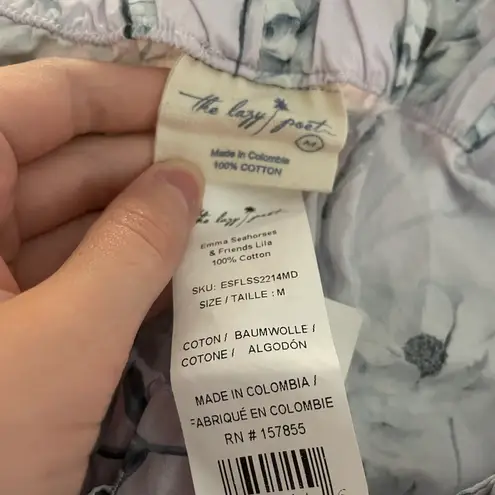 the lazy poet
M
Made in Colombia
100% COTTON
the lazy poet
Emma Seahorses
& Friends Lila
100% Cotton
SKU: ESFLSS2214MD
SIZE / TAILLE : M
COTON / BAUMWOLLE /
COTONE / ALGODÓN
MADE IN COLOMBIA /
FABRIQUÉ EN COLOMBIE
RN # 157855